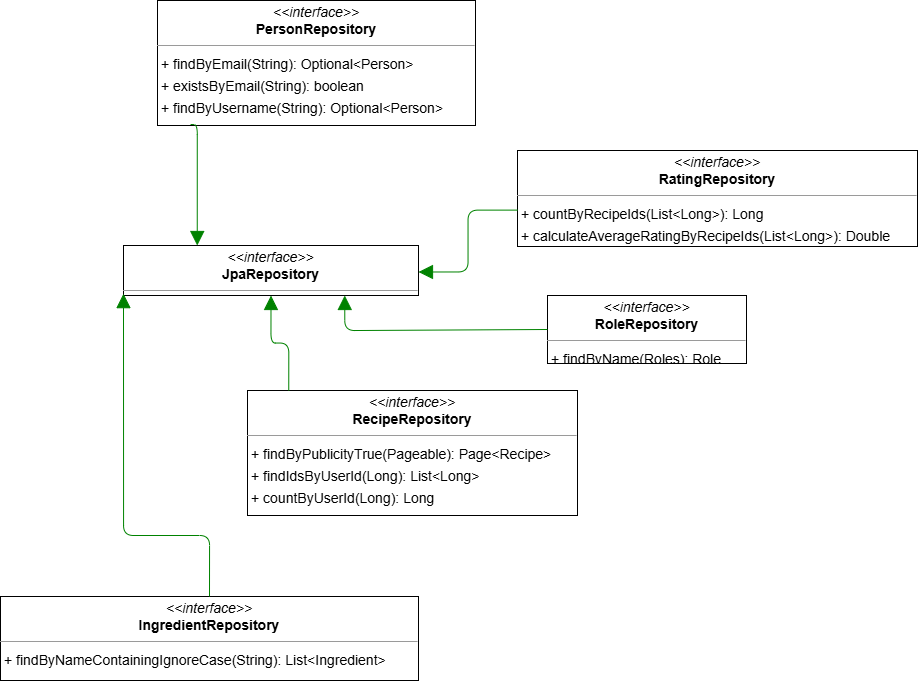 <<interface>>
PersonRepository
+ findByEmail(String): Optional<Person>
+ existsByEmail(String): boolean
+ findByUsername(String): Optional<Person>
<<interface>>
RatingRepository
+ countByRecipeIds(List<Long>): Long
+ calculateAverageRatingByRecipeIds(List<Long>): Double
<<interface>>
JpaRepository
<<interface>>
RoleRepository
+ findByName(Roles): Role
<<interface>>
RecipeRepository
+ findByPublicityTrue(Pageable): Page<Recipe>
+ findIdsByUserId(Long): List<Long>
+ countByUserId(Long): Long
<<interface>>
IngredientRepository
+ findByNameContainingIgnoreCase(String): List<Ingredient>